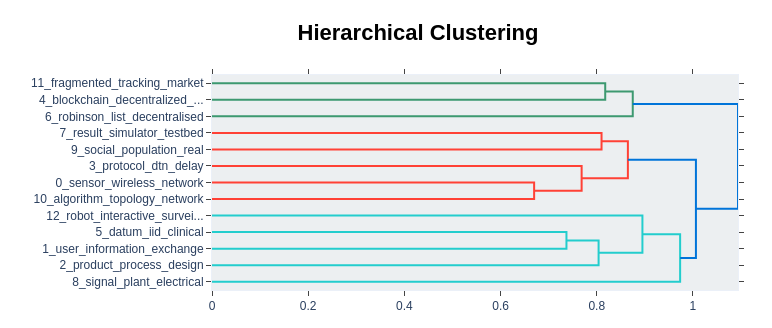 Hierarchical Clustering
11_fragmented_tracking_market
4_blockchain_decentralized_...
6_robinson_list_decentralised
7_result_simulator_testbed
9_social_population_real
3_protocol_dtn_delay
0_sensor_wireless_network
10_algorithm_topology_network
12_robot_interactive_survei...
5_datum_iid_clinical
1_user_information_exchange
2_product_process_design
8_signal_plant_electrical
0 0.2 0.4 0.6 0.8 1